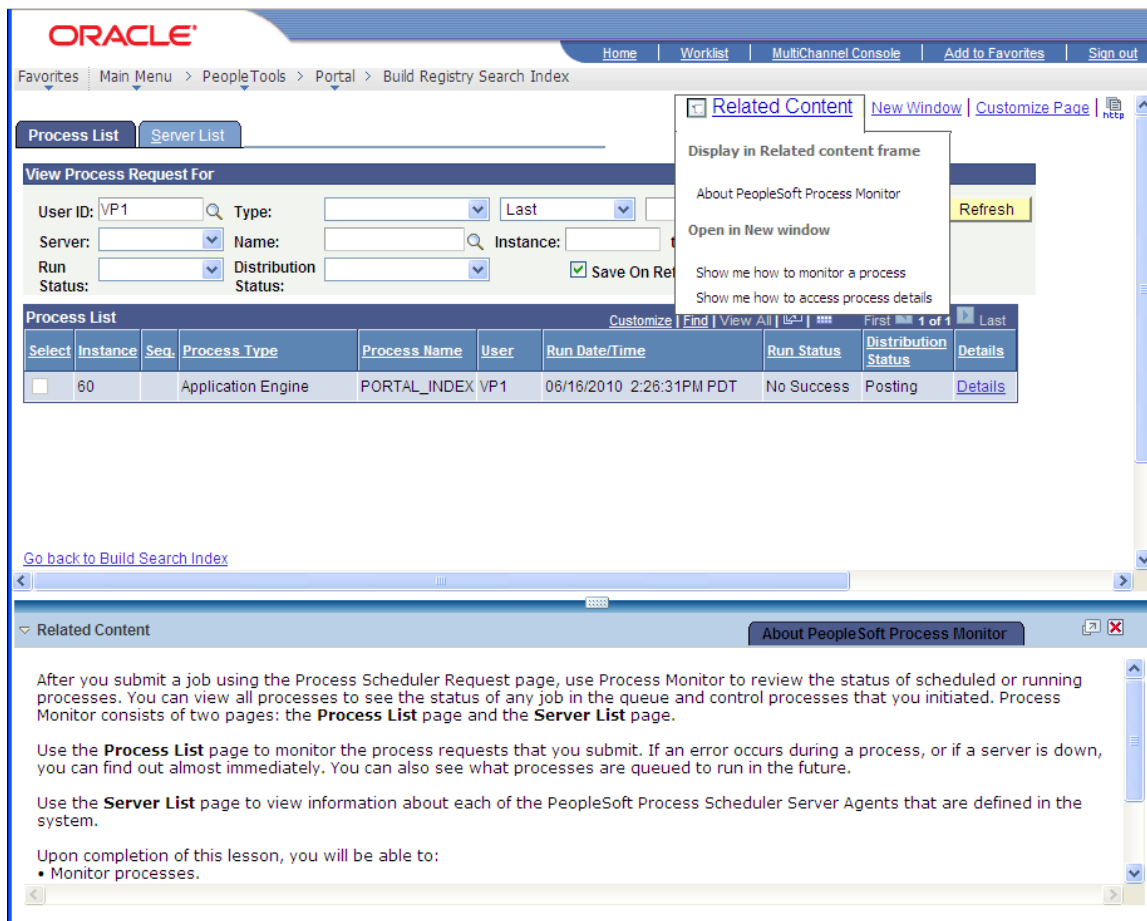 ORACLE
Home | Worklist | MultiChannel Console | Add to Favorites | Sign out
Favorites Main Menu > PeopleTools > Portal > Build Registry Search Index
Related Content New Window | Customize Page | http
Process List Server List
Display in Related content frame
About PeopleSoft Process Monitor
Open in New window
Show me how to monitor a process
Show me how to access process details
View Process Request For
User ID: VP1 Type: Last Refresh
Server: Name: Instance: t
Run Status: Distribution Status: Save On Ref
Process List Customize | Find | View All | First 1 of 1 Last
Select Instance Seq. Process Type Process Name User Run Date/Time Run Status Distribution Status Details
60 Application Engine PORTAL_INDEX VP1 06/16/2010 2:26:31PM PDT No Success Posting Details
Go back to Build Search Index
Related Content About PeopleSoft Process Monitor
After you submit a job using the Process Scheduler Request page, use Process Monitor to review the status of scheduled or running
processes. You can view all processes to see the status of any job in the queue and control processes that you initiated. Process
Monitor consists of two pages: the Process List page and the Server List page.
Use the Process List page to monitor the process requests that you submit. If an error occurs during a process, or if a server is down,
you can find out almost immediately. You can also see what processes are queued to run in the future.
Use the Server List page to view information about each of the PeopleSoft Process Scheduler Server Agents that are defined in the
system.
Upon completion of this lesson, you will be able to:
• Monitor processes.